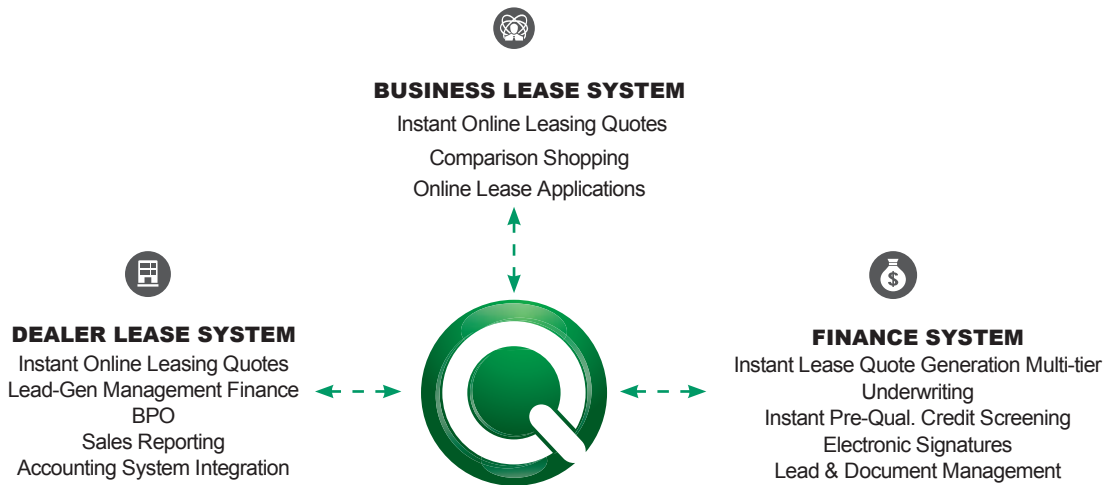 BUSINESS LEASE SYSTEM
Instant Online Leasing Quotes
Comparison Shopping
Online Lease Applications
DEALER LEASE SYSTEM
Instant Online Leasing Quotes
Lead-Gen Management Finance
BPO
Sales Reporting
Accounting System Integration
$
FINANCE SYSTEM
Instant Lease Quote Generation Multi-tier
Underwriting
Instant Pre-Qual. Credit Screening
Electronic Signatures
Lead & Document Management